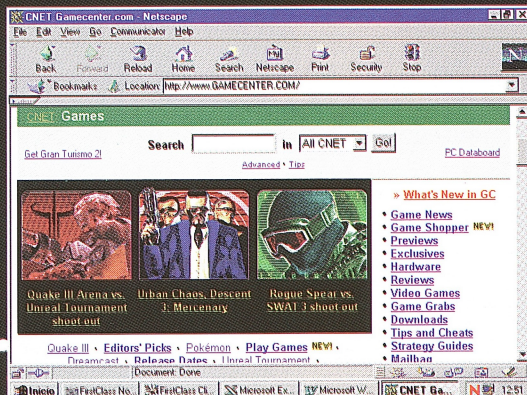 CNET Gamecenter.com - Netscape
File Edit View Go Communicator Help
Back Forward Reload Home Search Netscape Print Security Stop
Bookmarks Location: http://www.GAMECENTER.COM/
CNET Games
Get Gran Turismo 2!
Search in All CNET Go!
Advanced • Tips
PC Databoard
Quake III Arena vs. Unreal Tournament shoot out
Urban Chaos, Descent 3: Mercenary
Rogue Spear vs. SWAT 3 shoot out
» What's New in GC
• Game News
• Game Shopper NEW!
• Previews
• Exclusives
• Hardware
• Reviews
• Video Games
• Game Grabs
• Downloads
• Tips and Cheats
• Strategy Guides
• Mailbag
Quake III • Editors' Picks • Pokémon • Play Games NEW! •
Dreamcast • Release Dates • Unreal Tournament •
Document: Done
Inicio FirstClass No... FirstClass Cli... Microsoft Ex... Microsoft W... CNET Ga... 12:51